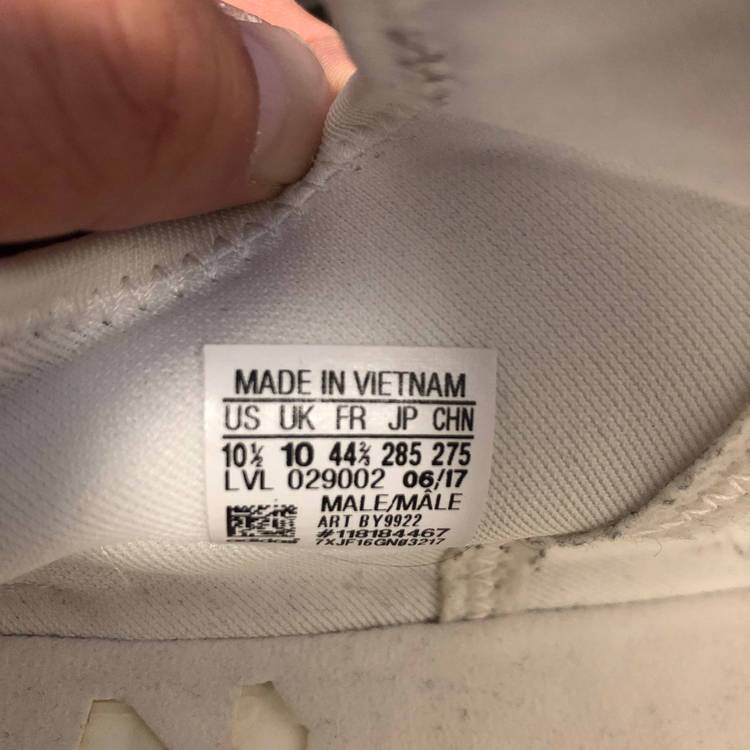 MADE IN VIETNAM
US UK FR JP CHN
10½ 10 44⅔ 285 275
LVL 029002 06/17
MALE/MÂLE
ART BY9922
#118184467
7XJF16GN03217
adidas